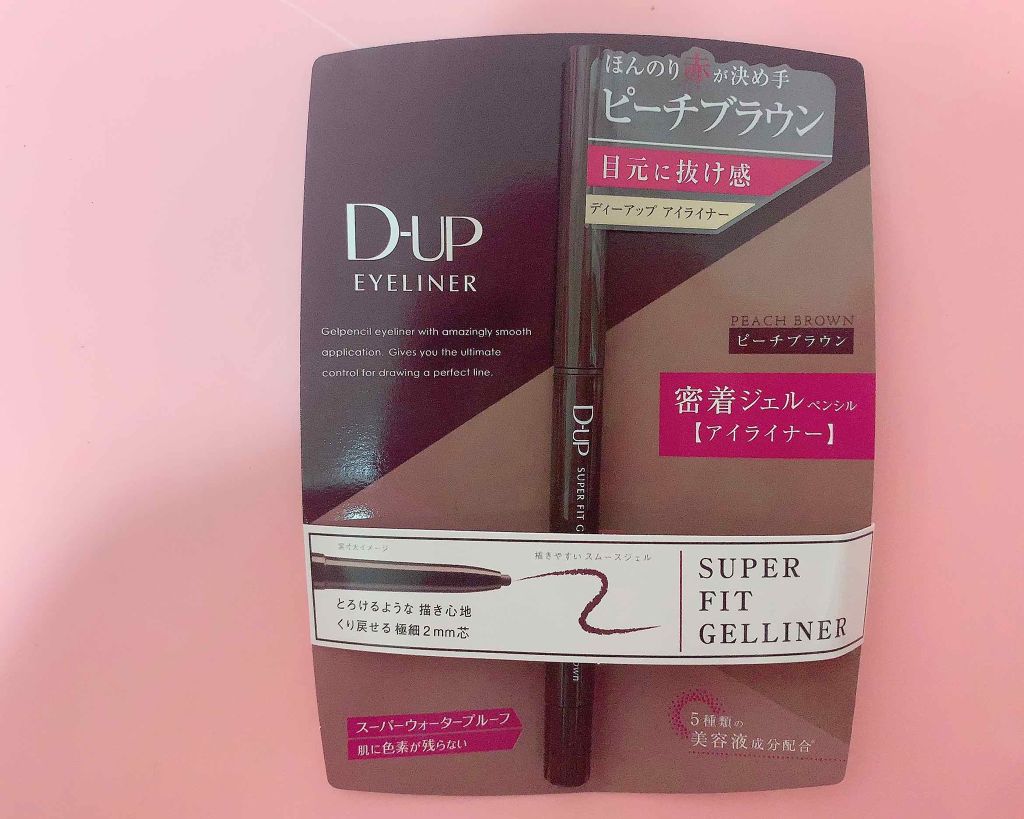 ほんのり赤が決め手
ピーチブラウン
目元に抜け感
ディーアップ アイライナー
D-UP
EYELINER
Gelpencil eyeliner with amazingly smooth
application. Gives you the ultimate
control for drawing a perfect line.
PEACH BROWN
ピーチブラウン
密着ジェルペンシル
【アイライナー】
D-UP SUPER FIT G
実寸大イメージ
描きやすいスムースジェル
とろけるような 描き心地
くり戻せる 極細2mm芯
SUPER
FIT
GELLINER
own
スーパーウォータープルーフ
肌に色素が残らない
5種類の
美容液成分配合